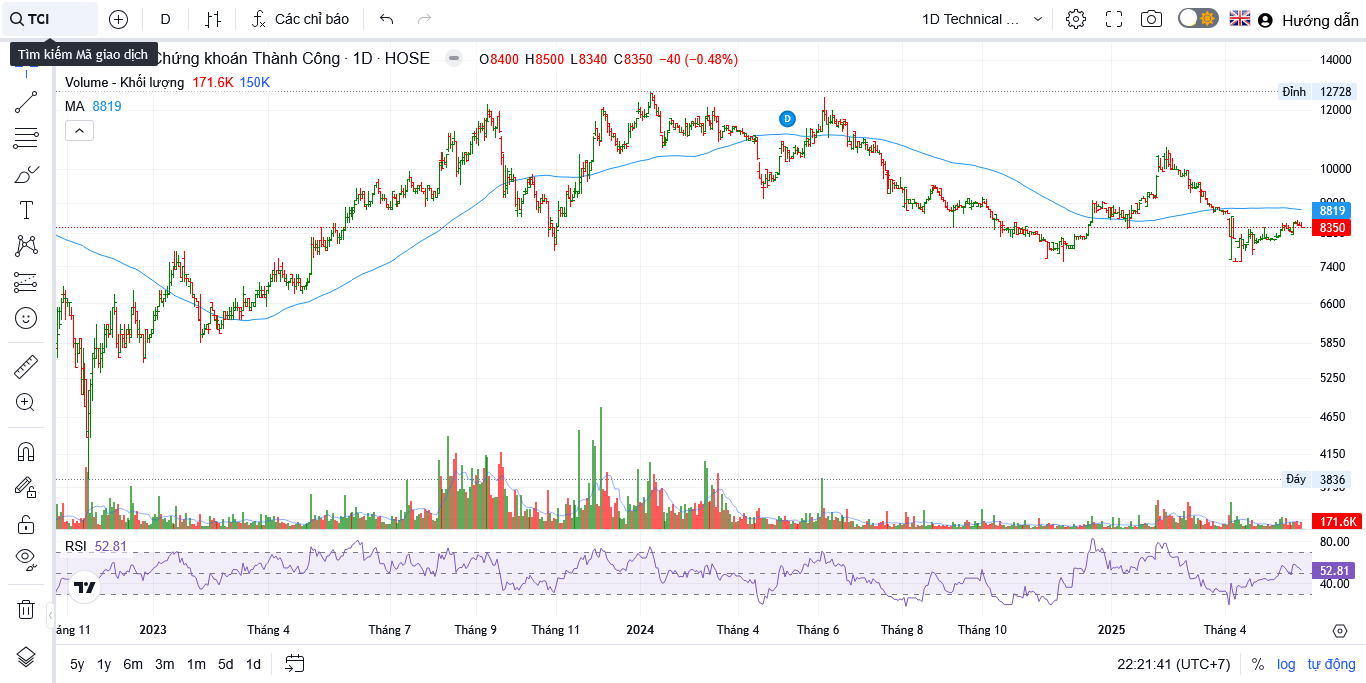 TCI D Các chỉ báo 1D Technical ... Hướng dẫn
Tìm kiếm Mã giao dịch
Chứng khoán Thành Công · 1D · HOSE O8400 H8500 L8340 C8350 −40 (−0.48%)
Volume - Khối lượng 171.6K 150K
MA 8819
D
14000
Đỉnh 12728
12000
10000
8819
8350
7400
6600
5850
5250
4650
4150
Đáy 3836
171.6K
RSI 52.81
80.00
52.81
40.00
áng 11 2023 Tháng 4 Tháng 7 Tháng 9 Tháng 11 2024 Tháng 4 Tháng 6 Tháng 8 Tháng 10 2025 Tháng 4
5y 1y 6m 3m 1m 5d 1d 22:21:41 (UTC+7) % log tự động